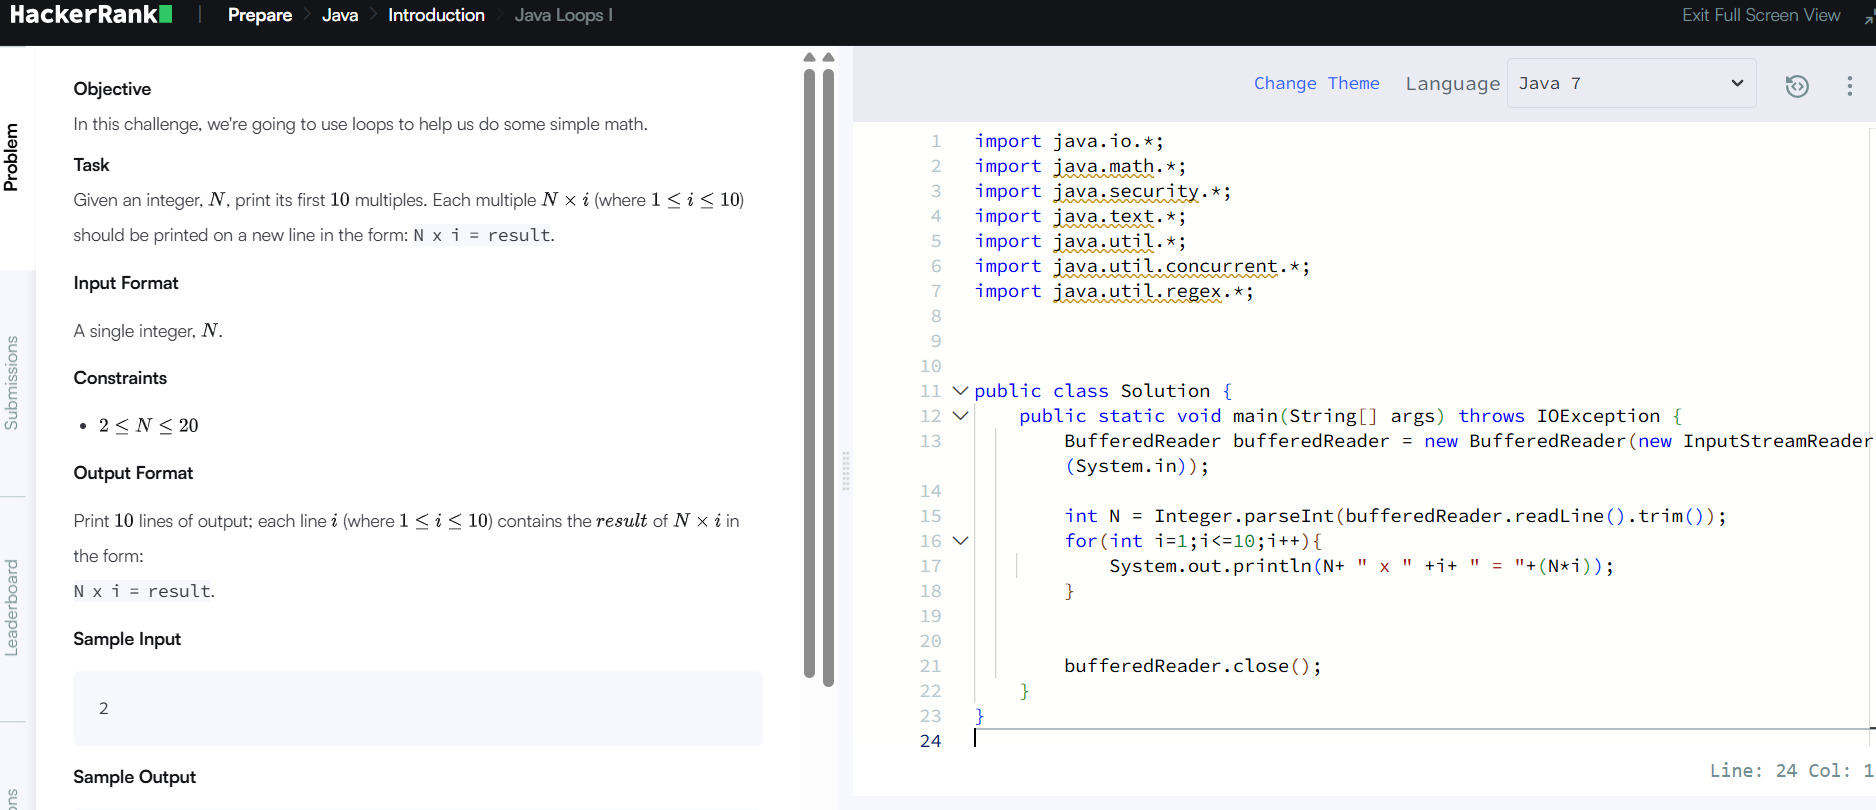 HackerRank | Prepare > Java > Introduction > Java Loops I
Exit Full Screen View
Problem
Submissions
Leaderboard
ons
Objective
In this challenge, we're going to use loops to help us do some simple math.
Task
Given an integer, N, print its first 10 multiples. Each multiple N × i (where 1 ≤ i ≤ 10)
should be printed on a new line in the form: N x i = result.
Input Format
A single integer, N.
Constraints
• 2 ≤ N ≤ 20
Output Format
Print 10 lines of output; each line i (where 1 ≤ i ≤ 10) contains the result of N × i in
the form:
N x i = result.
Sample Input
2
Sample Output
Change Theme Language Java 7
1 import java.io.*;
2 import java.math.*;
3 import java.security.*;
4 import java.text.*;
5 import java.util.*;
6 import java.util.concurrent.*;
7 import java.util.regex.*;
8
9
10
11 public class Solution {
12 public static void main(String[] args) throws IOException {
13 BufferedReader bufferedReader = new BufferedReader(new InputStreamReader
(System.in));
14
15 int N = Integer.parseInt(bufferedReader.readLine().trim());
16 for(int i=1;i<=10;i++){
17 System.out.println(N+ " x " +i+ " = "+(N*i));
18 }
19
20
21 bufferedReader.close();
22 }
23 }
24
Line: 24 Col: 1